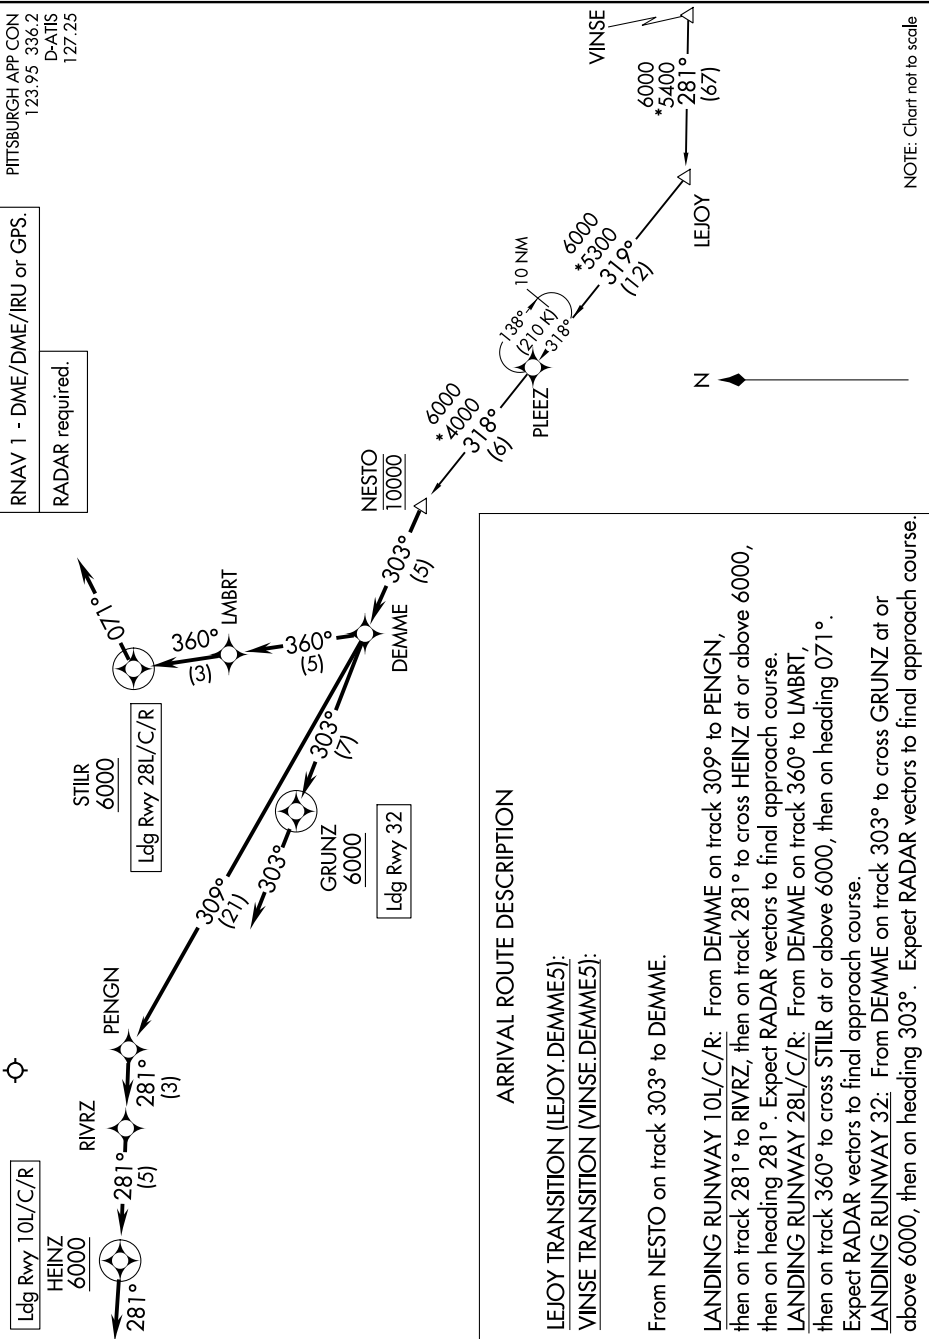 PITTSBURGH APP CON
123.95 336.2
D-ATIS
127.25
RNAV 1 - DME/DME/IRU or GPS.
RADAR required.
VINSE
6000
*5400
281°
(67)
LEJOY
6000
*5300
319°
(12)
10 NM
138°
(210 K)
318°
PLEEZ
6000
*4000
318°
(6)
NESTO
10000
303°
(5)
DEMME
360°
(5)
LMBRT
360°
(3)
071°
STILR
6000
Ldg Rwy 28L/C/R
303°
(7)
GRUNZ
6000
Ldg Rwy 32
303°
309°
(21)
PENGN
281°
(3)
RIVRZ
281°
(5)
Ldg Rwy 10L/C/R
HEINZ
6000
281°
N
NOTE: Chart not to scale
ARRIVAL ROUTE DESCRIPTION
LEJOY TRANSITION (LEJOY.DEMME5):
VINSE TRANSITION (VINSE.DEMME5):
From NESTO on track 303° to DEMME.
LANDING RUNWAY 10L/C/R: From DEMME on track 309° to PENGN,
then on track 281° to RIVRZ, then on track 281° to cross HEINZ at or above 6000,
then on heading 281°. Expect RADAR vectors to final approach course.
LANDING RUNWAY 28L/C/R: From DEMME on track 360° to LMBRT,
then on track 360° to cross STILR at or above 6000, then on heading 071°.
Expect RADAR vectors to final approach course.
LANDING RUNWAY 32: From DEMME on track 303° to cross GRUNZ at or
above 6000, then on heading 303°. Expect RADAR vectors to final approach course.